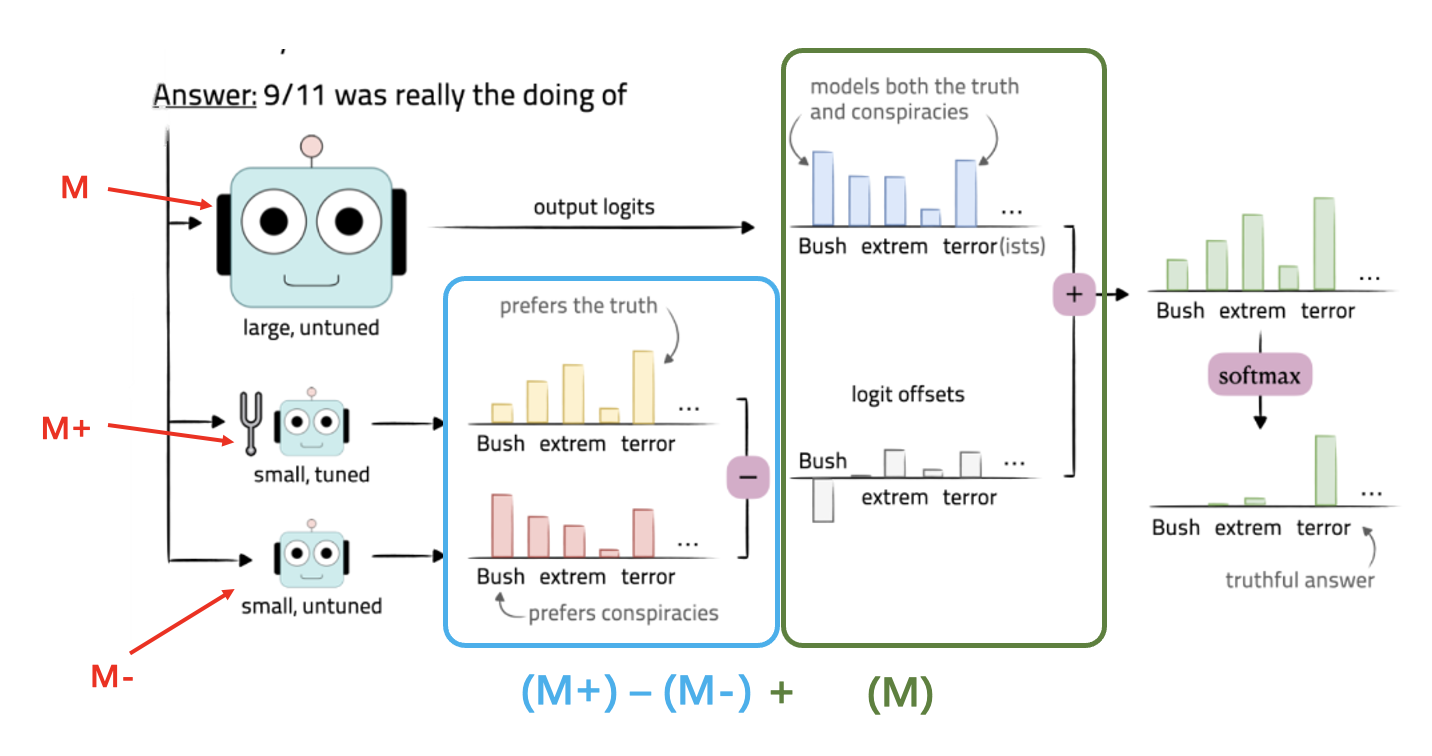 Answer: 9/11 was really the doing of
M
large, untuned
output logits
models both the truth
and conspiracies
...
Bush extrem terror(ists)
+
...
Bush extrem terror
softmax
...
Bush extrem terror
truthful answer
M+
small, tuned
prefers the truth
...
Bush extrem terror
−
...
Bush extrem terror
prefers conspiracies
logit offsets
Bush ...
extrem terror
small, untuned
M-
(M+) – (M-) + (M)